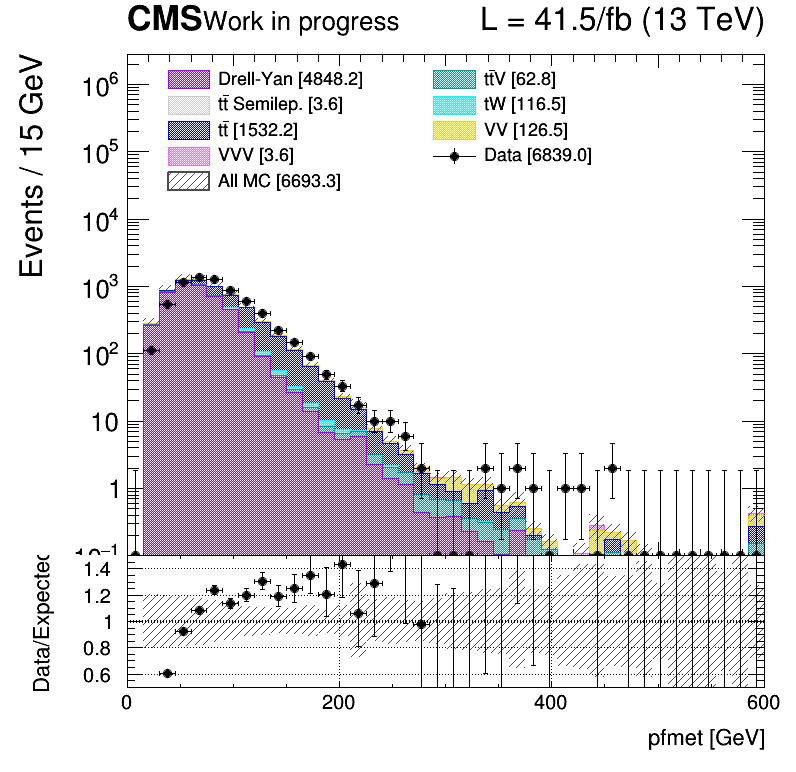 CMS Work in progress L = 41.5/fb (13 TeV)
Events / 15 GeV
Drell-Yan [4848.2]
tt̄ Semilep. [3.6]
tt̄ [1532.2]
VVV [3.6]
All MC [6693.3]
tt̄V [62.8]
tW [116.5]
VV [126.5]
Data [6839.0]
10⁶
10⁵
10⁴
10³
10²
10
1
10⁻¹
Data/Expected
1.4
1.2
1
0.8
0.6
0 200 400 600
pfmet [GeV]